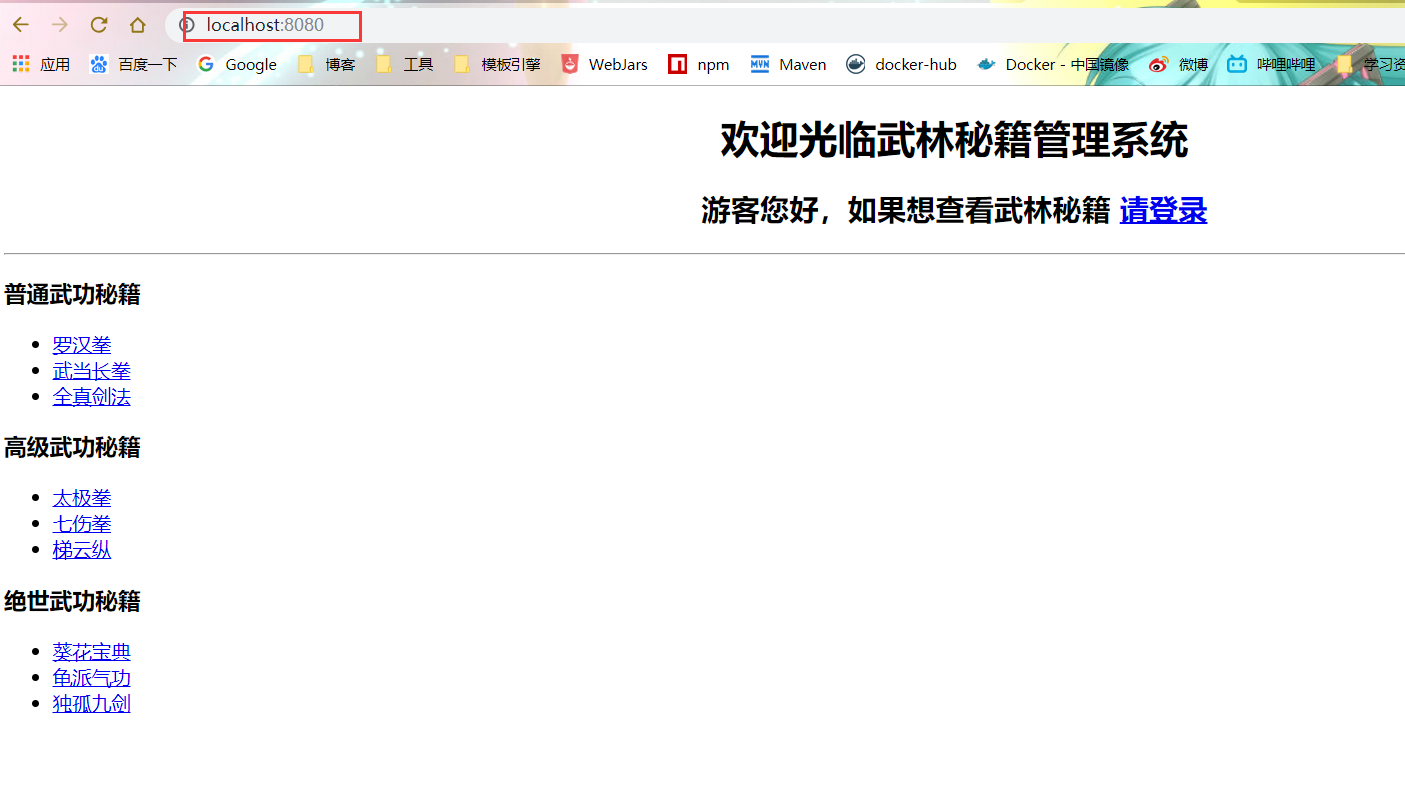 localhost:8080
应用 百度一下 Google 博客 工具 模板引擎 WebJars npm Maven docker-hub Docker - 中国镜像 微博 哔哩哔哩 学习资
欢迎光临武林秘籍管理系统
游客您好，如果想查看武林秘籍 请登录
普通武功秘籍
罗汉拳
武当长拳
全真剑法
高级武功秘籍
太极拳
七伤拳
梯云纵
绝世武功秘籍
葵花宝典
龟派气功
独孤九剑